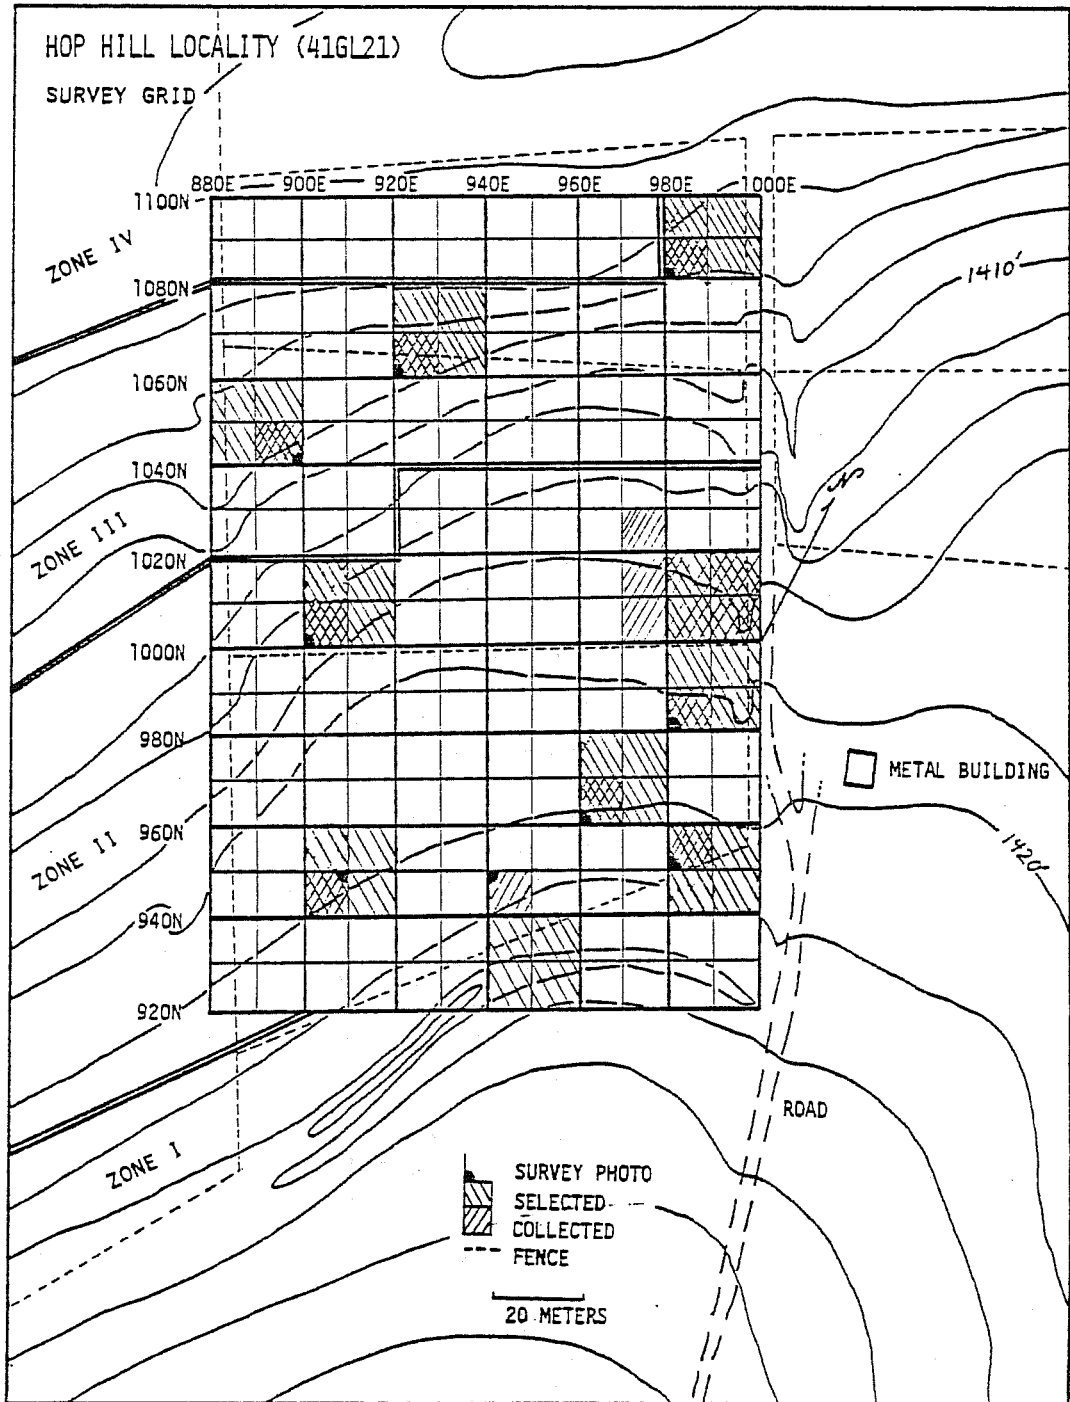 HOP HILL LOCALITY (41GL21)
SURVEY GRID
880E 900E 920E 940E 960E 980E 1000E
1100N
ZONE IV
1410'
1080N
1060N
1040N
N
ZONE III
1020N
1000N
980N
METAL BUILDING
960N
1420'
ZONE II
940N
920N
ROAD
ZONE I
SURVEY PHOTO
SELECTED
COLLECTED
FENCE
20 METERS